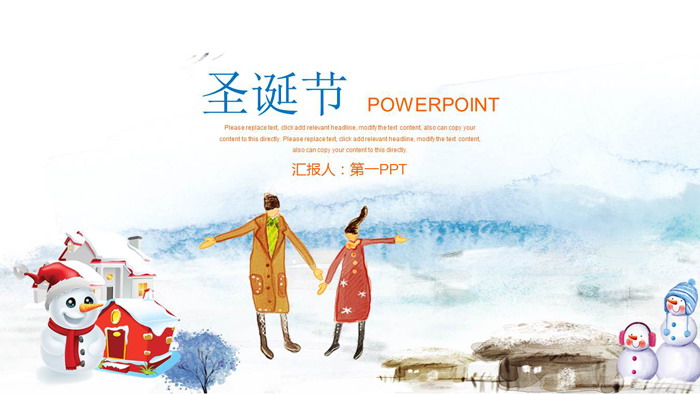 圣诞节 POWERPOINT
Please replace text, click add relevant headline, modify the text content, also can copy your
content to this directly. Please replace text, click add relevant headline, modify the text content,
also can copy your content to this directly.
汇报人：第一PPT